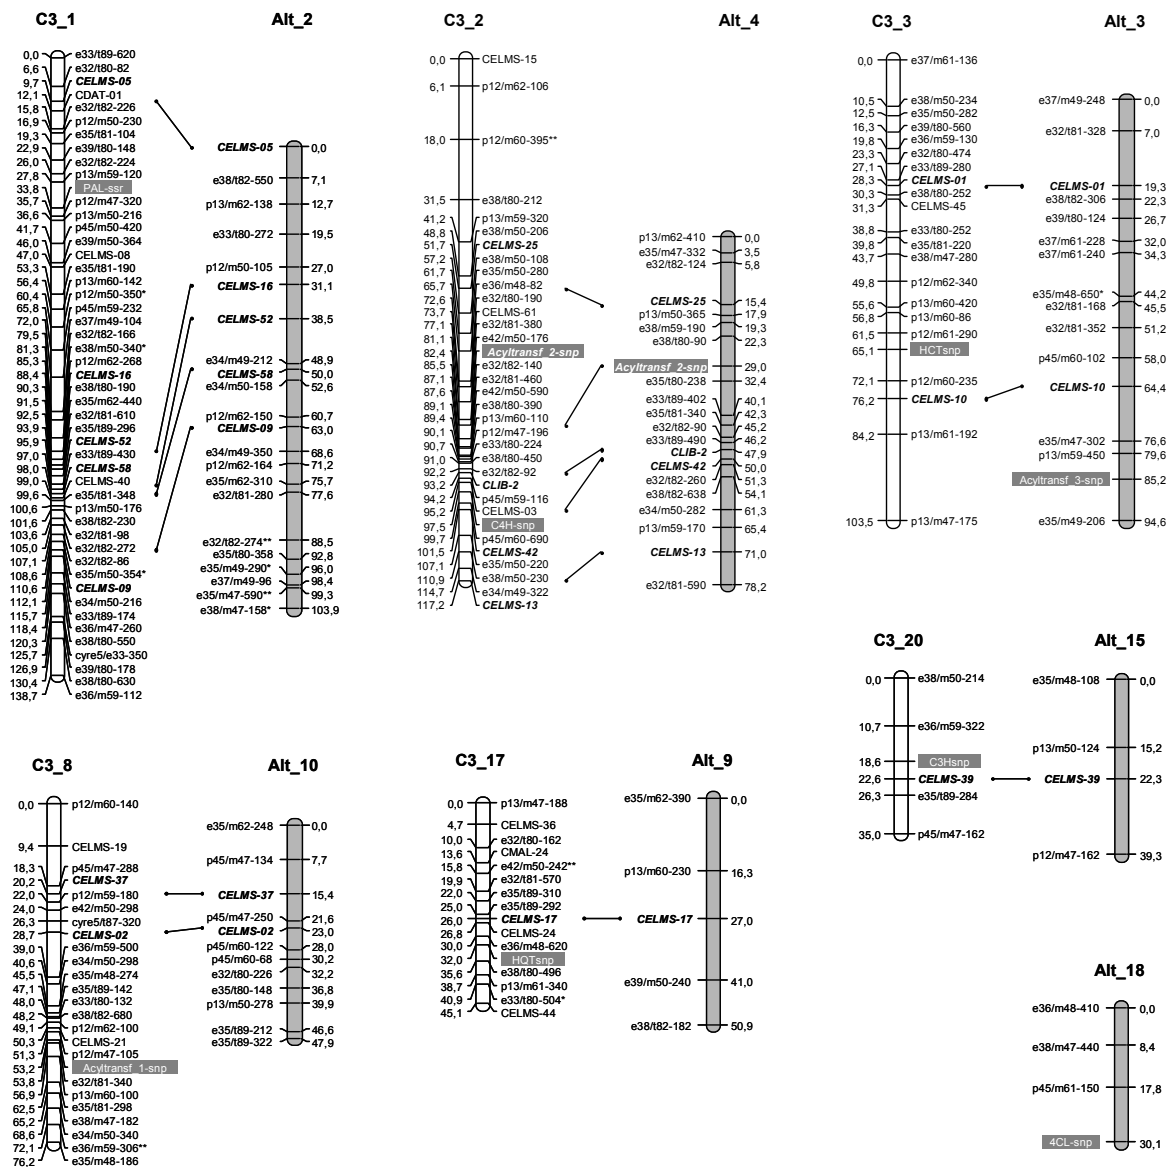 C3_1
0,0 e33/t89-620
6,6 e32/t80-82
9,7 CELMS-05
12,1 CDAT-01
15,8 e32/t82-226
16,9 p12/m50-230
19,3 e35/t81-104
22,9 e39/t80-148
26,0 e32/t82-224
27,8 p13/m59-120
33,8 PAL-ssr
35,7 p12/m47-320
36,6 p13/m50-216
41,7 p45/m50-420
46,0 e39/m50-364
47,0 CELMS-08
53,3 e35/t81-190
56,4 p13/m60-142
60,4 p12/m50-350*
65,8 p45/m59-232
72,0 e37/m49-104
79,5 e32/t82-166
81,3 e38/m50-340*
85,3 p12/m62-268
88,4 CELMS-16
90,3 e38/t80-190
91,5 e35/m62-440
92,5 e32/t81-610
93,9 e35/t89-296
95,9 CELMS-52
97,0 e33/t89-430
98,0 CELMS-58
99,0 CELMS-40
99,6 e35/t81-348
100,6 p13/m50-176
101,6 e38/t82-230
103,6 e32/t81-98
105,0 e32/t82-272
107,1 e32/t82-86
108,6 e35/m50-354*
110,6 CELMS-09
112,1 e34/m50-216
115,7 e33/t89-174
118,4 e36/m47-260
120,3 e38/t80-550
125,7 cyre5/e33-350
126,9 e39/t80-178
130,4 e38/t80-630
138,7 e36/m59-112
Alt_2
CELMS-05 0,0
e38/t82-550 7,1
p13/m62-138 12,7
e33/t80-272 19,5
p12/m50-105 27,0
CELMS-16 31,1
CELMS-52 38,5
e34/m49-212 48,9
CELMS-58 50,0
e34/m50-158 52,6
p12/m62-150 60,7
CELMS-09 63,0
e34/m49-350 68,6
p12/m62-164 71,2
e35/m62-310 75,7
e32/t81-280 77,6
e32/t82-274** 88,5
e35/t80-358 92,8
e35/m49-290* 96,0
e37/m49-96 98,4
e35/m47-590** 99,3
e38/m47-158* 103,9
C3_2
0,0 CELMS-15
6,1 p12/m62-106
18,0 p12/m60-395**
31,5 e38/t80-212
41,2 p13/m59-320
48,8 e38/m50-206
51,7 CELMS-25
57,2 e38/m50-108
61,7 e35/m50-280
65,7 e36/m48-82
72,6 e32/t80-190
73,7 CELMS-61
77,1 e32/t81-380
81,1 e42/m50-176
82,4 Acyltransf_2-snp
85,5 e32/t82-140
87,1 e32/t81-460
87,6 e42/m50-590
89,1 e38/t80-390
89,4 p13/m60-110
90,1 p12/m47-196
90,7 e33/t80-224
91,0 e38/t80-450
92,2 e32/t82-92
93,2 CLIB-2
94,2 p45/m59-116
95,2 CELMS-03
97,5 C4H-snp
99,7 p45/m60-690
101,5 CELMS-42
107,1 e35/m50-220
110,9 e38/m50-230
114,7 e34/m49-322
117,2 CELMS-13
Alt_4
p13/m62-410 0,0
e35/m47-332 3,5
e32/t82-124 5,8
CELMS-25 15,4
p13/m50-365 17,9
e38/m59-190 19,3
e38/t80-90 22,3
Acyltransf_2-snp 29,0
e35/t80-238 32,4
e33/t89-402 40,1
e35/t81-340 42,3
e32/t82-90 45,2
e33/t89-490 46,2
CLIB-2 47,9
CELMS-42 50,0
e32/t82-260 51,3
e38/t82-638 54,1
e34/m50-282 61,3
p13/m59-170 65,4
CELMS-13 71,0
e32/t81-590 78,2
C3_3
0,0 e37/m61-136
10,5 e38/m50-234
12,5 e35/m50-282
16,3 e39/t80-560
19,8 e36/m59-130
23,3 e32/t80-474
27,1 e33/t89-280
28,3 CELMS-01
30,3 e38/t80-252
31,3 CELMS-45
38,8 e33/t80-252
39,8 e35/t81-220
43,7 e38/m47-280
49,8 p12/m62-340
55,6 p13/m60-420
56,8 p13/m60-86
61,5 p12/m61-290
65,1 HCTsnp
72,1 p12/m60-235
76,2 CELMS-10
84,2 p13/m61-192
103,5 p13/m47-175
Alt_3
e37/m49-248 0,0
e32/t81-328 7,0
CELMS-01 19,3
e38/t82-306 22,3
e39/t80-124 26,7
e37/m61-228 32,0
e37/m61-240 34,3
e35/m48-650* 44,2
e32/t81-168 45,5
e32/t81-352 51,2
p45/m60-102 58,0
CELMS-10 64,4
e35/m47-302 76,6
p13/m59-450 79,6
Acyltransf_3-snp 85,2
e35/m49-206 94,6
C3_20
0,0 e38/m50-214
10,7 e36/m59-322
18,6 C3Hsnp
22,6 CELMS-39
26,3 e35/t89-284
35,0 p45/m47-162
Alt_15
e35/m48-108 0,0
p13/m50-124 15,2
CELMS-39 22,3
p12/m47-162 39,3
C3_8
0,0 p12/m60-140
9,4 CELMS-19
18,3 p45/m47-288
20,2 CELMS-37
22,0 p12/m59-180
24,0 e42/m50-298
26,3 cyre5/t87-320
28,7 CELMS-02
39,0 e36/m59-500
40,6 e34/m50-298
45,5 e35/m48-274
47,1 e35/t89-142
48,0 e33/t80-132
48,2 e38/t82-680
49,1 p12/m62-100
50,3 CELMS-21
51,3 p12/m47-105
53,2 Acyltransf_1-snp
53,8 e32/t81-340
56,9 p13/m60-100
62,5 e35/t81-298
65,2 e38/m47-182
68,6 e34/m50-340
72,1 e36/m59-306**
76,2 e35/m48-186
Alt_10
e35/m62-248 0,0
p45/m47-134 7,7
CELMS-37 15,4
p45/m47-250 21,6
CELMS-02 23,0
p45/m60-122 28,0
p45/m60-68 30,2
e32/t80-226 32,2
e35/t80-148 36,8
p13/m50-278 39,9
e35/t89-212 46,6
e35/t89-322 47,9
C3_17
0,0 p13/m47-188
4,7 CELMS-36
10,0 e32/t80-162
13,6 CMAL-24
15,8 e42/m50-242**
19,9 e32/t81-570
22,0 e35/t89-310
25,0 e35/t89-292
26,0 CELMS-17
26,8 CELMS-24
30,0 e36/m48-620
32,0 HQTsnp
35,6 e38/t80-496
38,7 p13/m61-340
40,9 e33/t80-504*
45,1 CELMS-44
Alt_9
e35/m62-390 0,0
p13/m60-230 16,3
CELMS-17 27,0
e39/m50-240 41,0
e38/t82-182 50,9
Alt_18
e36/m48-410 0,0
e38/m47-440 8,4
p45/m61-150 17,8
4CL-snp 30,1